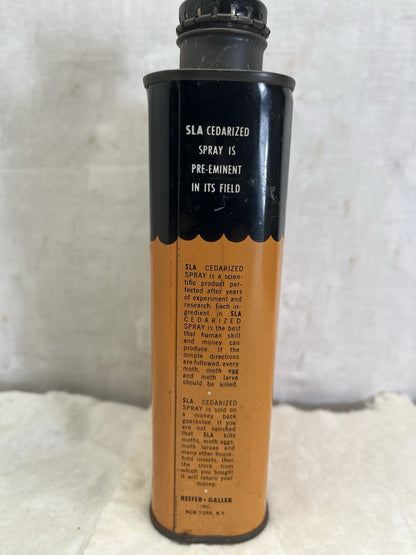 SLA CEDARIZED
SPRAY IS
PRE-EMINENT
IN ITS FIELD
SLA CEDARIZED
SPRAY is a scien-
tific product per-
fected after years
of experiment and
research. Each in-
gredient in SLA
CEDARIZED
SPRAY is the best
that human skill
and money can
produce. If the
simple directions
are followed, every
moth, moth egg
and moth larva
should be killed.
SLA CEDARIZED
SPRAY is sold on
a money back
guarantee. If you
are not satisfied
that SLA kills
moths, moth eggs,
moth larvae and
many other house-
hold insects, then
the store from
which you bought
it will return your
money.
REEFER-GALLER
INC.
NEW YORK, N.Y.